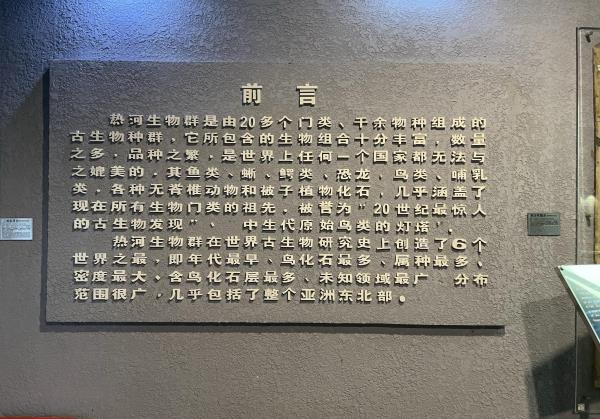 前 言
热河生物群是由20多个门类、千余物种组成的
古生物种群，它所包含的生物组合十分丰富，数量
之多，品种之繁，是世界上任何一个国家都无法与
之媲美的，其鱼类、蜥、鳄类、恐龙、鸟类、哺乳
类，各种无脊椎动物和被子植物化石，几乎涵盖了
现在所有生物门类的祖先，被誉为“20世纪最惊人
的古生物发现”、 中生代原始鸟类的灯塔”。
热河生物群在世界古生物研究史上创造了6个
世界之最，即年代最早、鸟化石最多、属种最多、
密度最大、含鸟化石层最多、未知领域最广 分布
范围很广，几乎包括了整个亚洲东北部。